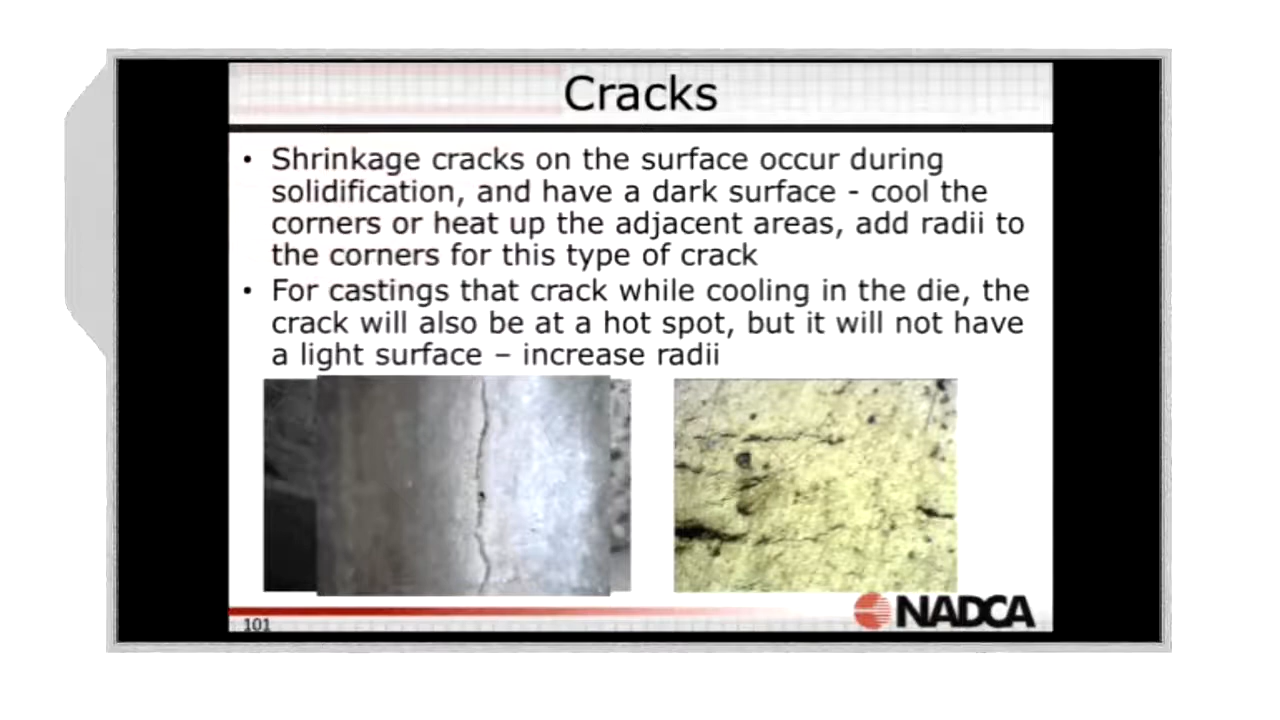 Cracks
• Shrinkage cracks on the surface occur during
solidification, and have a dark surface - cool the
corners or heat up the adjacent areas, add radii to
the corners for this type of crack
• For castings that crack while cooling in the die, the
crack will also be at a hot spot, but it will not have
a light surface – increase radii
NADCA
101